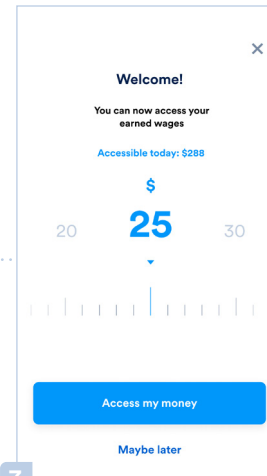 Welcome!
You can now access your
earned wages
Accessible today: $288
$
20 25 30
Access my money
Maybe later